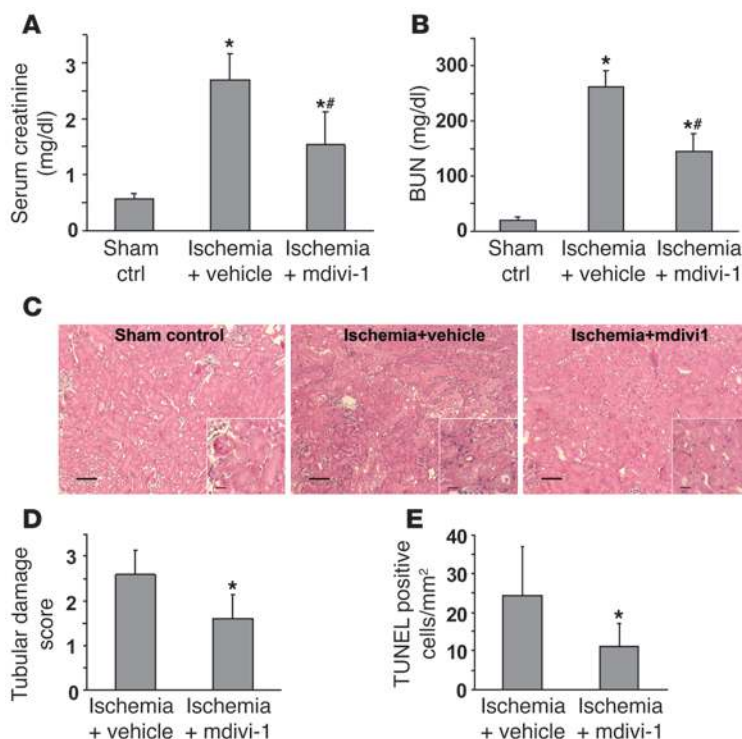 A
Serum creatinine
(mg/dl)
3
2
1
0
*
*#
Sham
ctrl
Ischemia
+ vehicle
Ischemia
+ mdivi-1
B
BUN (mg/dl)
300
200
100
0
*
*#
Sham
ctrl
Ischemia
+ vehicle
Ischemia
+ mdivi-1
C
Sham control
Ischemia+vehicle
Ischemia+mdivi1
D
Tubular damage
score
3
2
1
0
*
Ischemia
+ vehicle
Ischemia
+ mdivi-1
E
TUNEL positive
cells/mm²
40
30
20
10
0
*
Ischemia
+ vehicle
Ischemia
+ mdivi-1